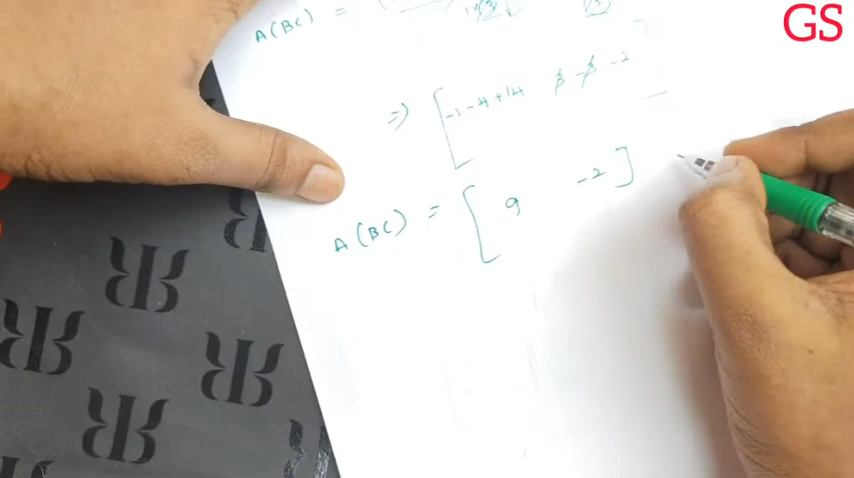 GS
A(BC) =
=> [ -1 -4 +14 8 -8 -2 ]
A(BC) = [ 9 -2 ]